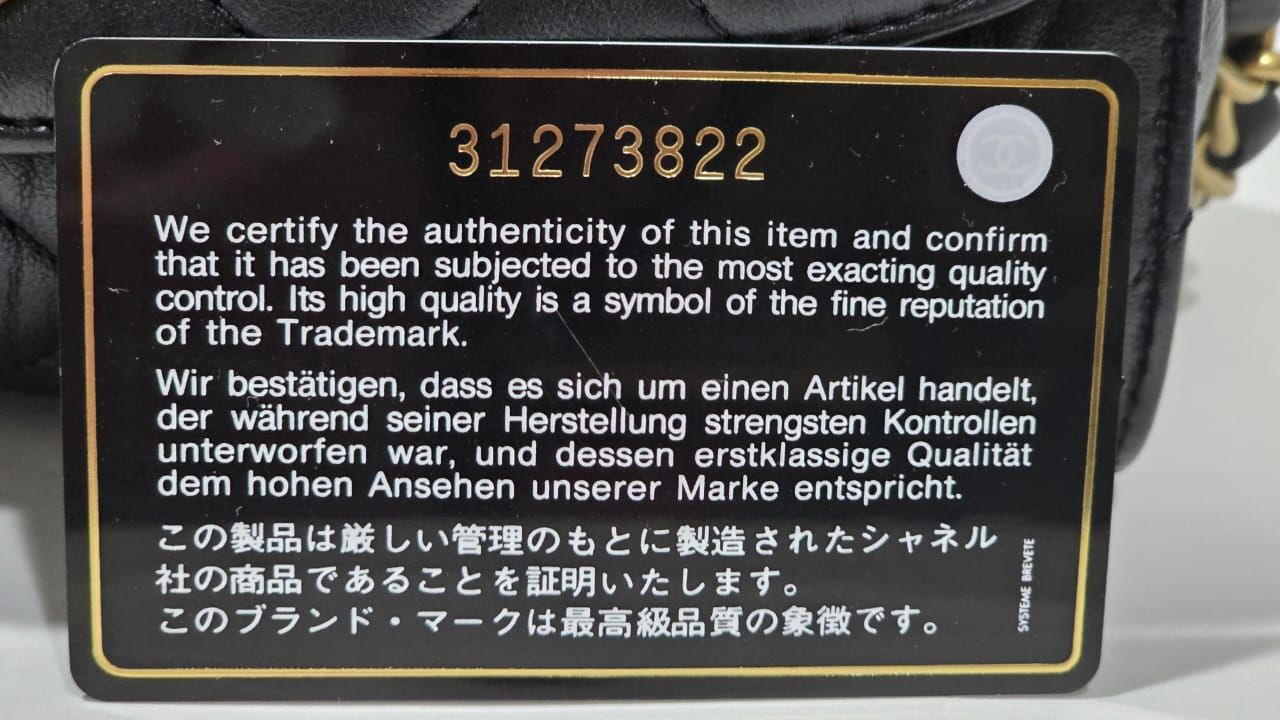 31273822
We certify the authenticity of this item and confirm
that it has been subjected to the most exacting quality
control. Its high quality is a symbol of the fine reputation
of the Trademark.
Wir bestätigen, dass es sich um einen Artikel handelt,
der während seiner Herstellung strengsten Kontrollen
unterworfen war, und dessen erstklassige Qualität
dem hohen Ansehen unserer Marke entspricht.
この製品は厳しい管理のもとに製造されたシャネル
社の商品であることを証明いたします。
このブランド・マークは最高級品質の象徴です。
SYSTEME BREVETE